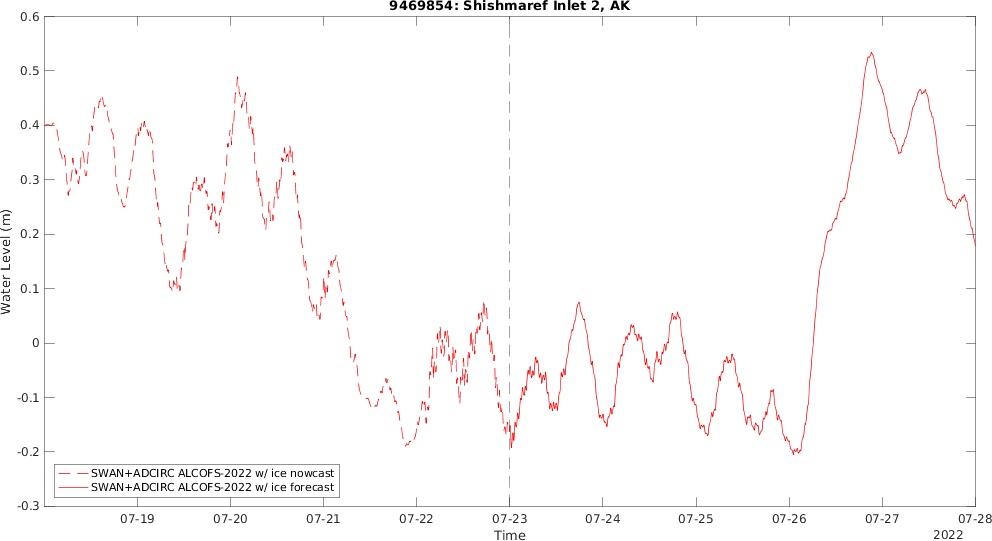 9469854: Shishmaref Inlet 2, AK
0.6
0.5
0.4
0.3
0.2
0.1
0
-0.1
-0.2
-0.3
Water Level (m)
SWAN+ADCIRC ALCOFS-2022 w/ ice nowcast
SWAN+ADCIRC ALCOFS-2022 w/ ice forecast
07-19 07-20 07-21 07-22 07-23 07-24 07-25 07-26 07-27 07-28
Time
2022